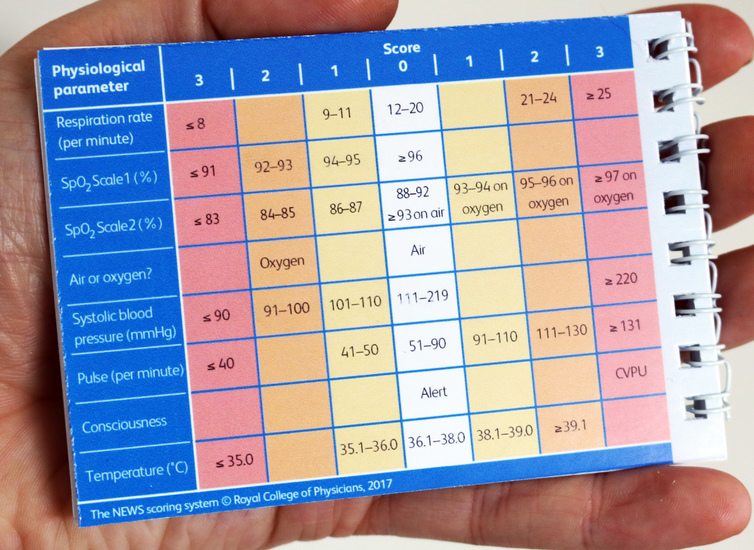 Score
Physiological parameter 3 | 2 | 1 | 0 | 1 | 2 | 3
Respiration rate (per minute) ≤ 8 9–11 12–20 21–24 ≥ 25
SpO2 Scale1 (%) ≤ 91 92–93 94–95 ≥ 96
SpO2 Scale2 (%) ≤ 83 84–85 86–87 88–92 ≥ 93 on air 93–94 on oxygen 95–96 on oxygen ≥ 97 on oxygen
Air or oxygen? Oxygen Air
Systolic blood pressure (mmHg) ≤ 90 91–100 101–110 111–219 ≥ 220
Pulse (per minute) ≤ 40 41–50 51–90 91–110 111–130 ≥ 131
Consciousness Alert CVPU
Temperature (°C) ≤ 35.0 35.1–36.0 36.1–38.0 38.1–39.0 ≥39.1
The NEWS scoring system © Royal College of Physicians, 2017